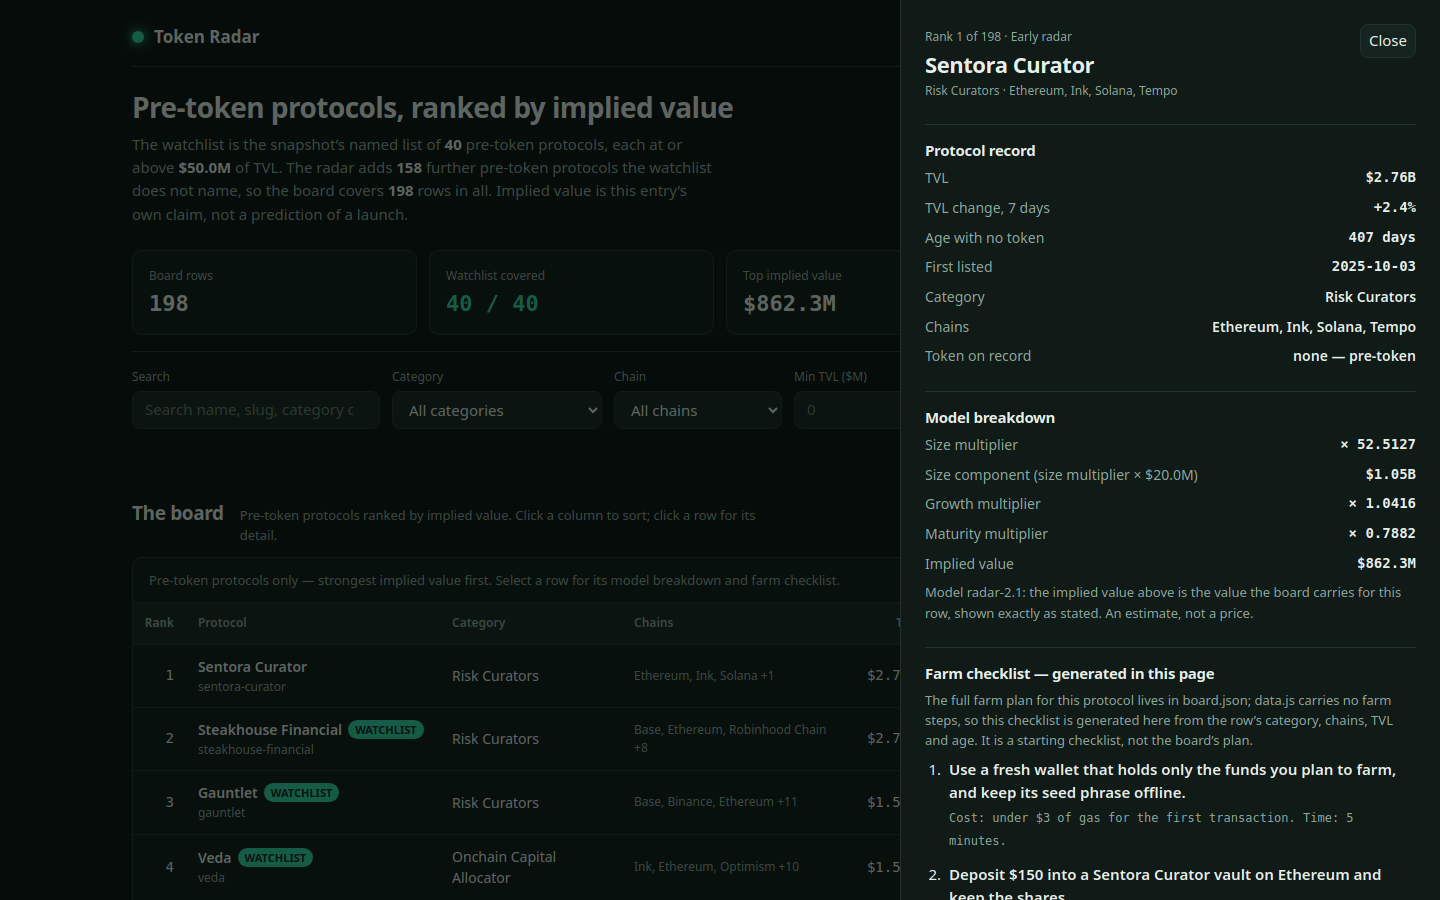 Token Radar
Pre-token protocols, ranked by implied value
The watchlist is the snapshot's named list of 40 pre-token protocols, each at or
above $50.0M of TVL. The radar adds 158 further pre-token protocols the watchlist
does not name, so the board covers 198 rows in all. Implied value is this entry's
own claim, not a prediction of a launch.
Board rows
198
Watchlist covered
40 / 40
Top implied value
$862.3M
Search
Category
Chain
Min TVL ($M)
Search name, slug, category c
All categories
All chains
0
The board
Pre-token protocols ranked by implied value. Click a column to sort; click a row for its
detail.
Pre-token protocols only — strongest implied value first. Select a row for its model breakdown and farm checklist.
Rank Protocol Category Chains T
1 Sentora Curator Risk Curators Ethereum, Ink, Solana +1 $2.7
sentora-curator
2 Steakhouse Financial WATCHLIST Risk Curators Base, Ethereum, Robinhood Chain +8 $2.7
steakhouse-financial
3 Gauntlet WATCHLIST Risk Curators Base, Binance, Ethereum +11 $1.5
gauntlet
4 Veda WATCHLIST Onchain Capital Allocator Ink, Ethereum, Optimism +10 $1.5
veda
Rank 1 of 198 · Early radar
Close
Sentora Curator
Risk Curators · Ethereum, Ink, Solana, Tempo
Protocol record
TVL $2.76B
TVL change, 7 days +2.4%
Age with no token 407 days
First listed 2025-10-03
Category Risk Curators
Chains Ethereum, Ink, Solana, Tempo
Token on record none — pre-token
Model breakdown
Size multiplier × 52.5127
Size component (size multiplier × $20.0M) $1.05B
Growth multiplier × 1.0416
Maturity multiplier × 0.7882
Implied value $862.3M
Model radar-2.1: the implied value above is the value the board carries for this
row, shown exactly as stated. An estimate, not a price.
Farm checklist — generated in this page
The full farm plan for this protocol lives in board.json; data.js carries no farm
steps, so this checklist is generated here from the row's category, chains, TVL
and age. It is a starting checklist, not the board's plan.
1. Use a fresh wallet that holds only the funds you plan to farm,
and keep its seed phrase offline.
Cost: under $3 of gas for the first transaction. Time: 5
minutes.
2. Deposit $150 into a Sentora Curator vault on Ethereum and
keep the shares